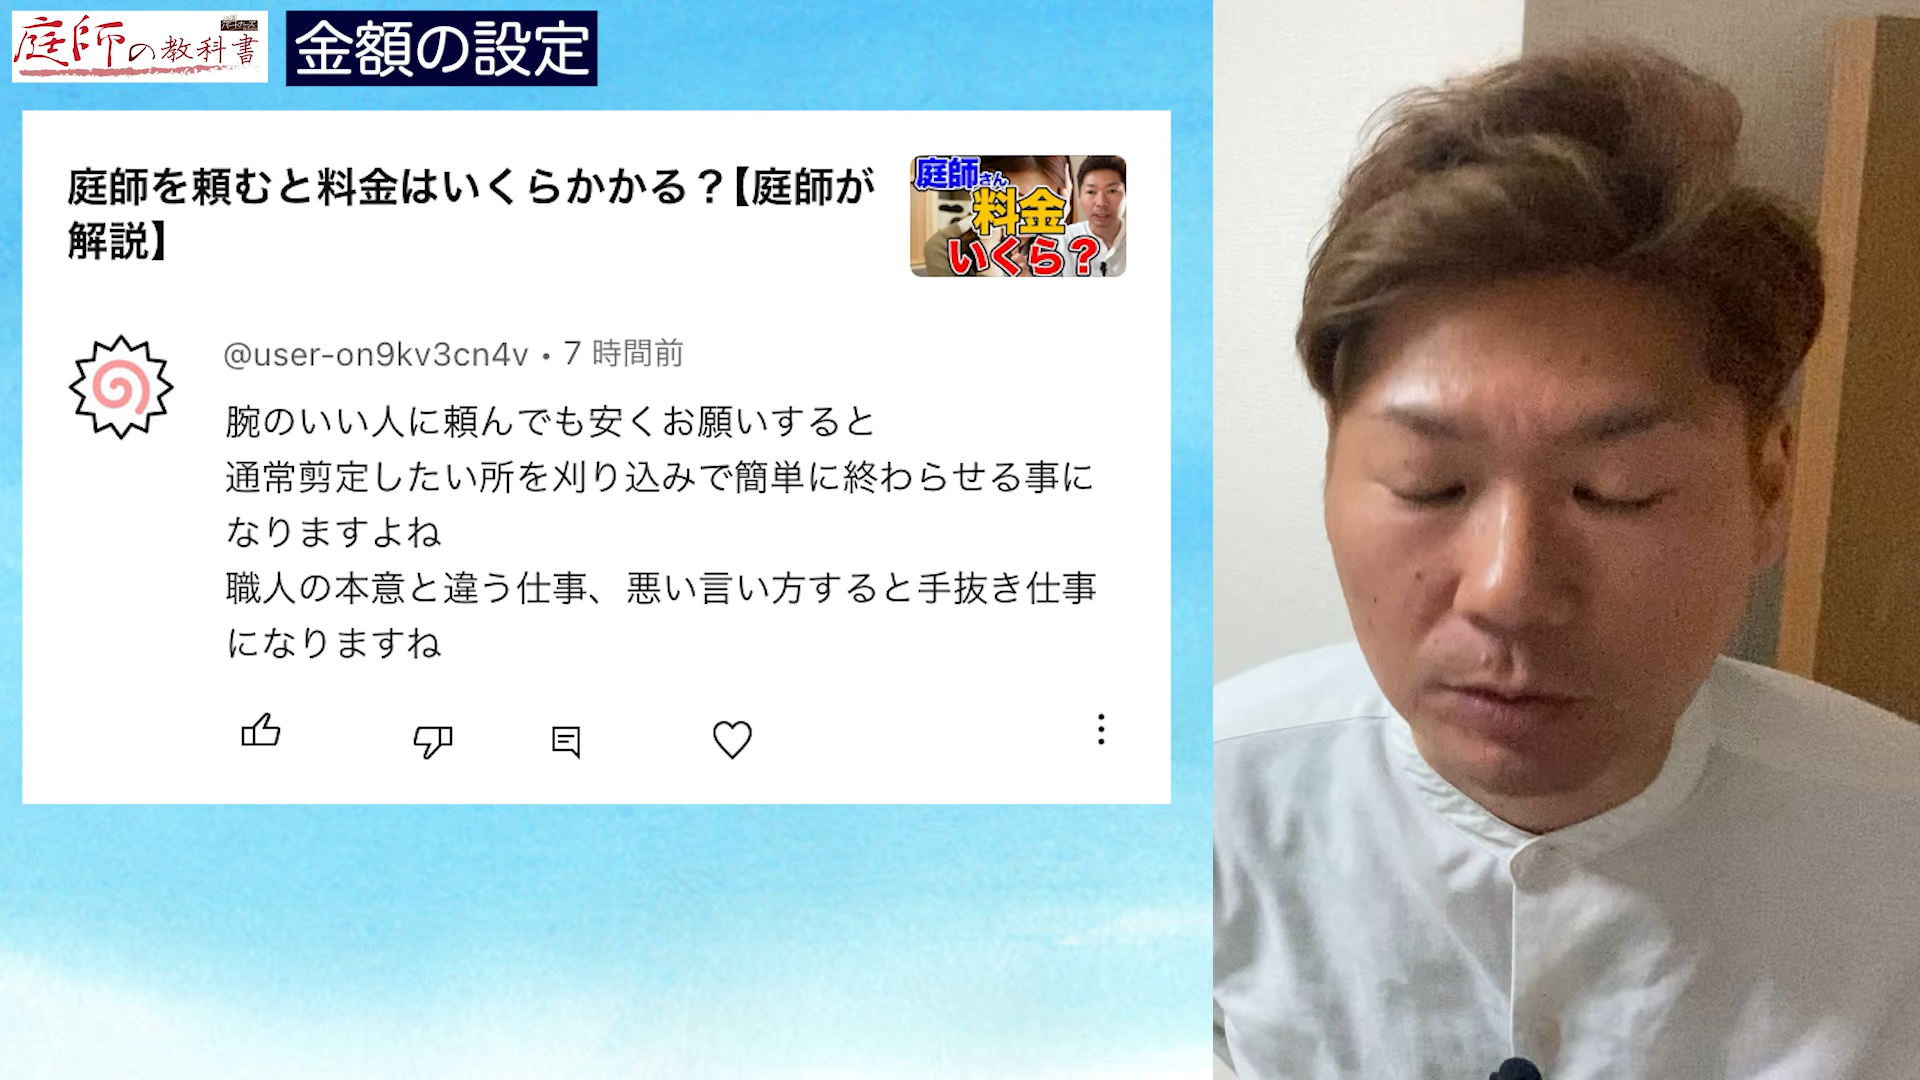 庭師の教科書
金額の設定
庭師を頼むと料金はいくらかかる？【庭師が
解説】
庭師さん
料金
いくら？
@user-on9kv3cn4v • 7 時間前
腕のいい人に頼んでも安くお願いすると
通常剪定したい所を刈り込みで簡単に終わらせる事に
なりますよね
職人の本意と違う仕事、悪い言い方すると手抜き仕事
になりますね